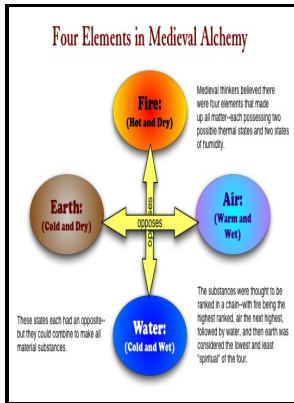 Four Elements in Medieval Alchemy
Medieval thinkers believed there
were four elements that made
up all matter--each possessing two
possible thermal states and two states
of humidity.
Fire:
(Hot and Dry)
Earth:
(Cold and Dry)
opposes
Air:
(Warm and
Wet)
The substances were thought to be
ranked in a chain--with fire being
the highest ranked, air the next highest,
followed by water, and then earth was
considered the lowest and least
"spiritual" of the four.
These states each had an opposite--
but they could combine to make all
material substances.
Water:
(Cold and Wet)